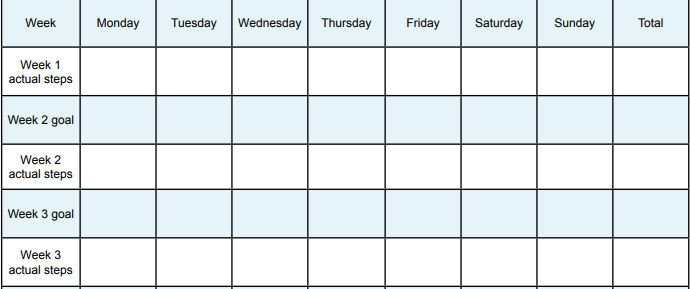 Week Monday Tuesday Wednesday Thursday Friday Saturday Sunday Total
Week 1
actual steps
Week 2 goal
Week 2
actual steps
Week 3 goal
Week 3
actual steps